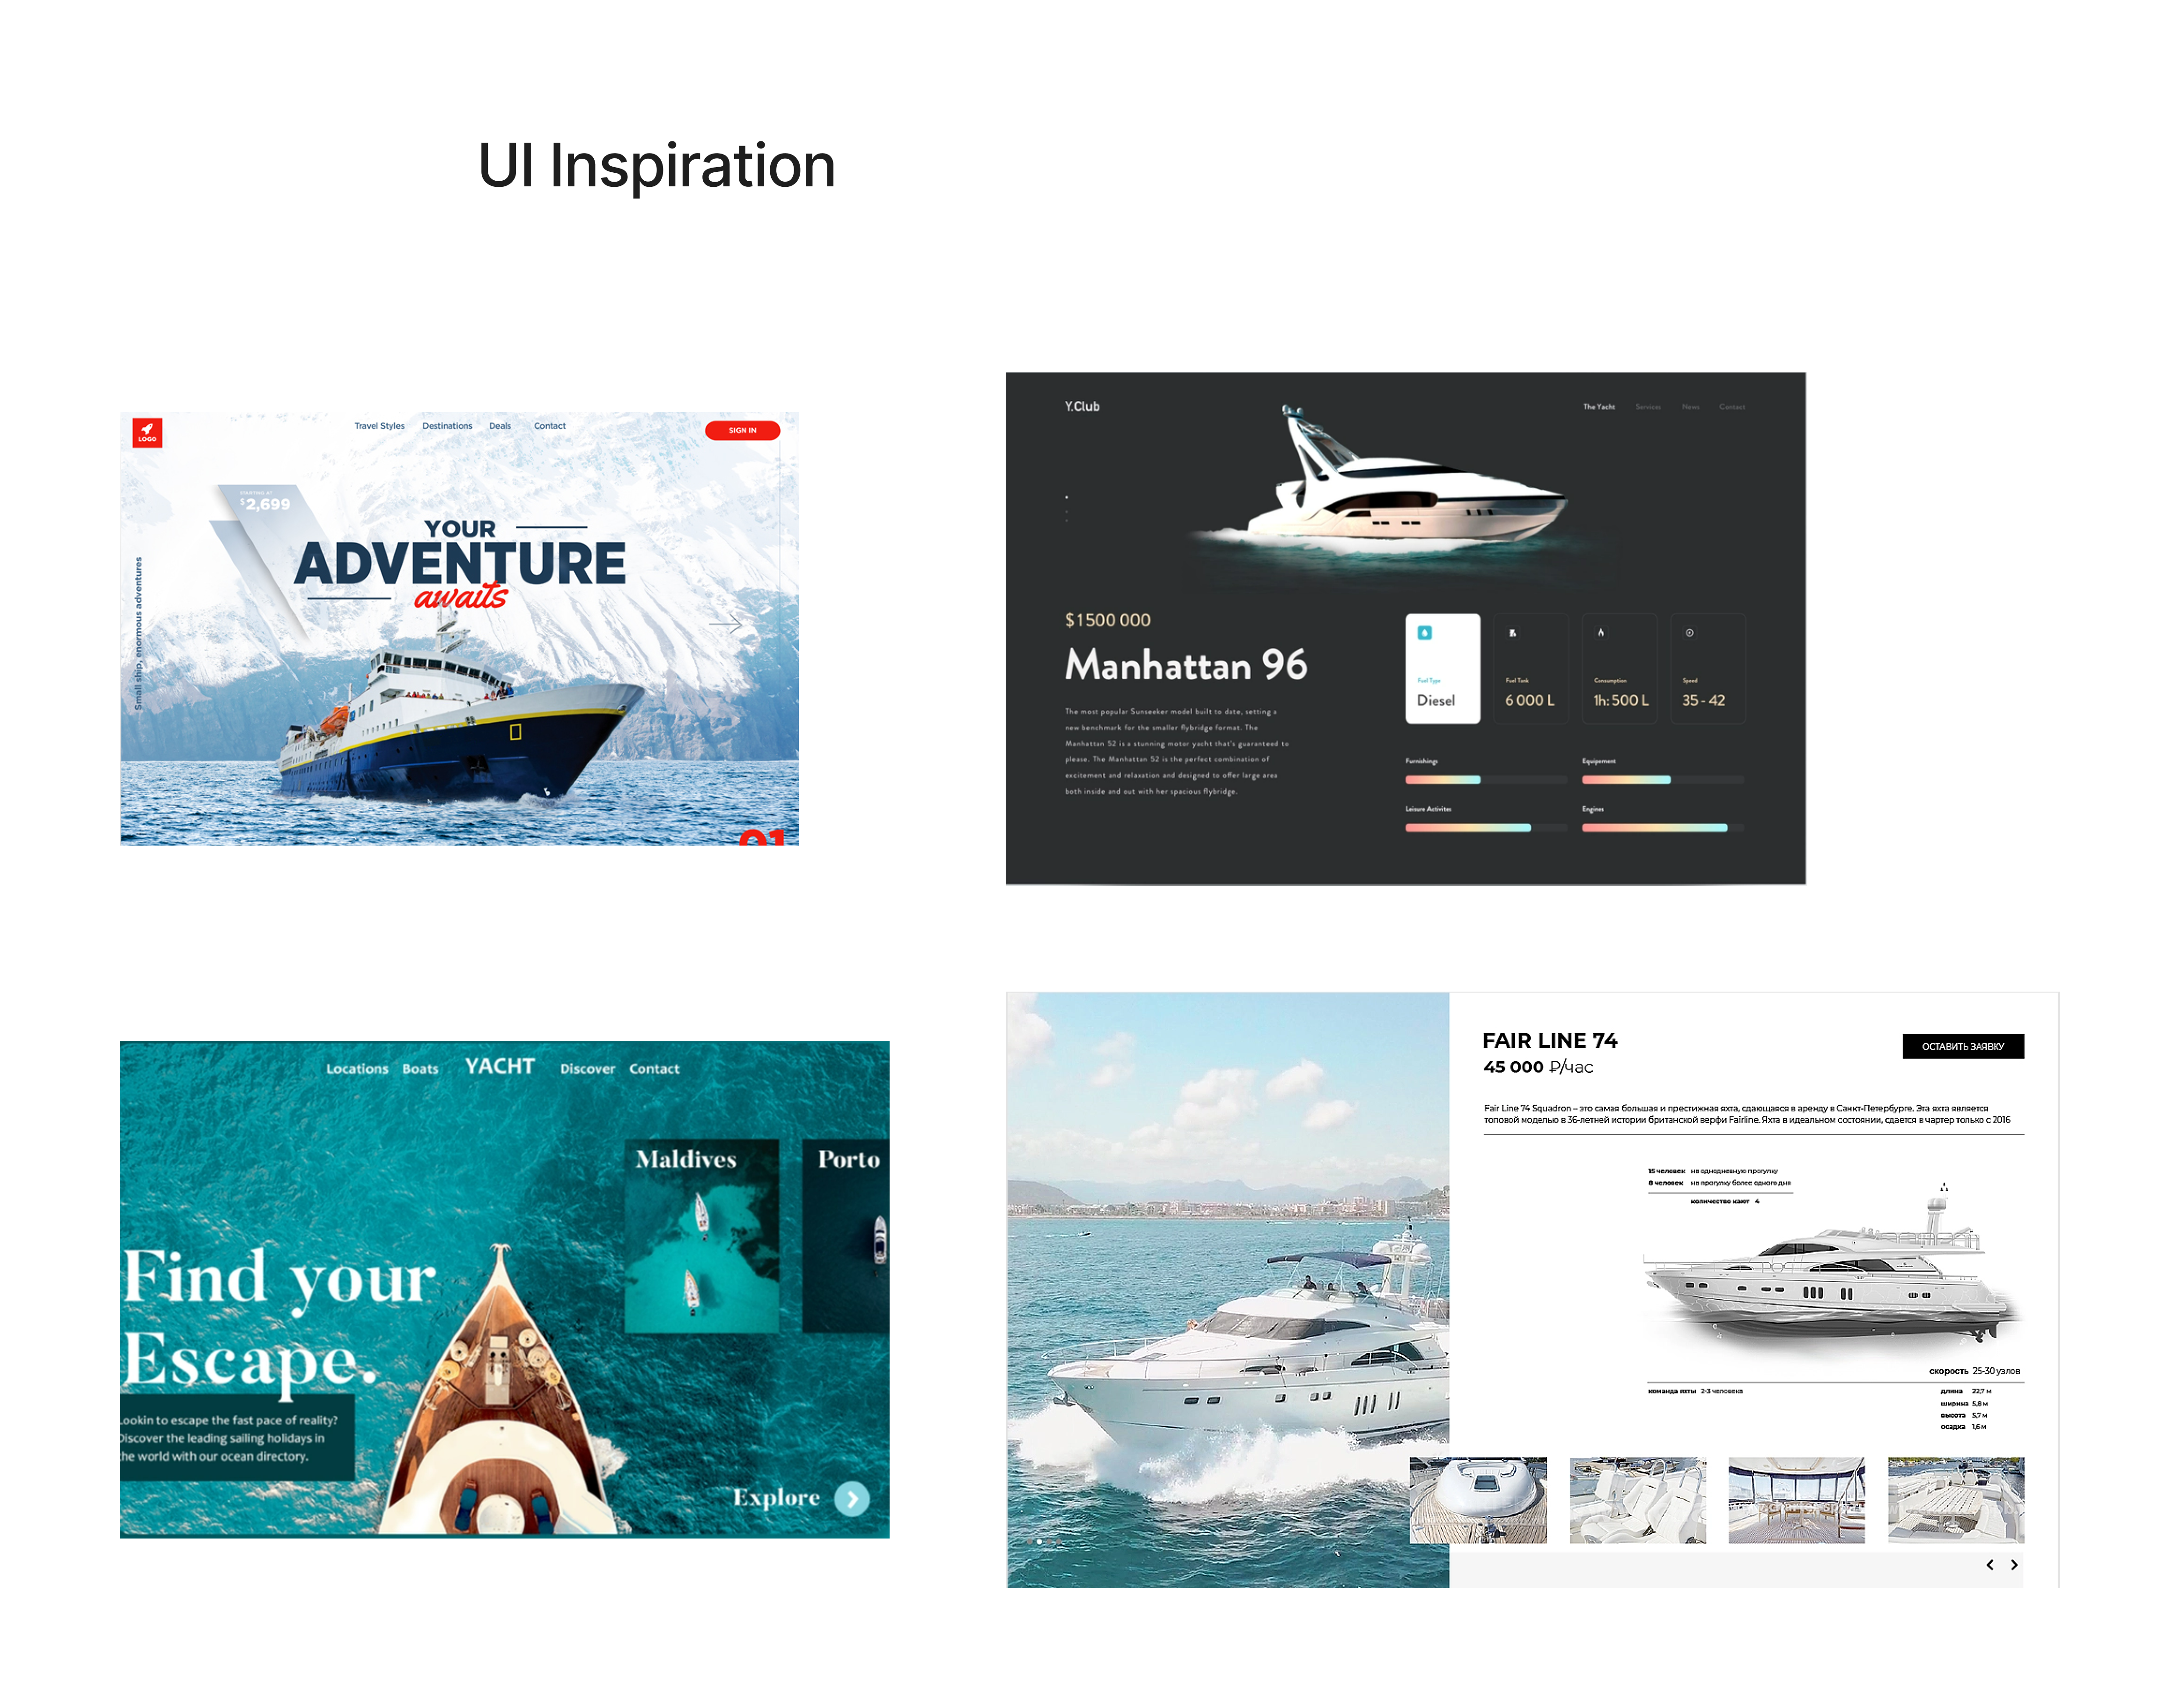 UI Inspiration
LOGO
Travel Styles Destinations Deals Contact
SIGN IN
STARTING AT
$2,699
YOUR
ADVENTURE
awaits
Small ship, enormous adventures
01
Y.Club
The Yacht Services News Contact
$1 500 000
Manhattan 96
The most popular Sunseeker model built to date, setting a
new benchmark for the smaller flybridge format. The
Manhattan 52 is a stunning motor yacht that's guaranteed to
please. The Manhattan 52 is the perfect combination of
excitement and relaxation and designed to offer large area
both inside and out with her spacious flybridge.
Fuel Type
Diesel
Fuel Tank
6 000 L
Consumption
1h: 500 L
Speed
35 - 42
Furnishings
Equipement
Leisure Activites
Engines
Locations Boats YACHT Discover Contact
Maldives
Porto
Find your
Escape.
Lookin to escape the fast pace of reality?
Discover the leading sailing holidays in
the world with our ocean directory.
Explore
FAIR LINE 74
45 000 ₽/час
ОСТАВИТЬ ЗАЯВКУ
Fair Line 74 Squadron – это самая большая и престижная яхта, сдающаяся в аренду в Санкт-Петербурге. Эта яхта является
топовой моделью в 36-летней истории британской верфи Fairline. Яхта в идеальном состоянии, сдается в чартер только с 2016
15 человек на однодневную прогулку
8 человек на прогулку более одного дня
количество кают 4
скорость 25-30 узлов
команда яхты 2-3 человека
длина 22,7 м
ширина 5,8 м
высота 5,7 м
осадка 1,6 м